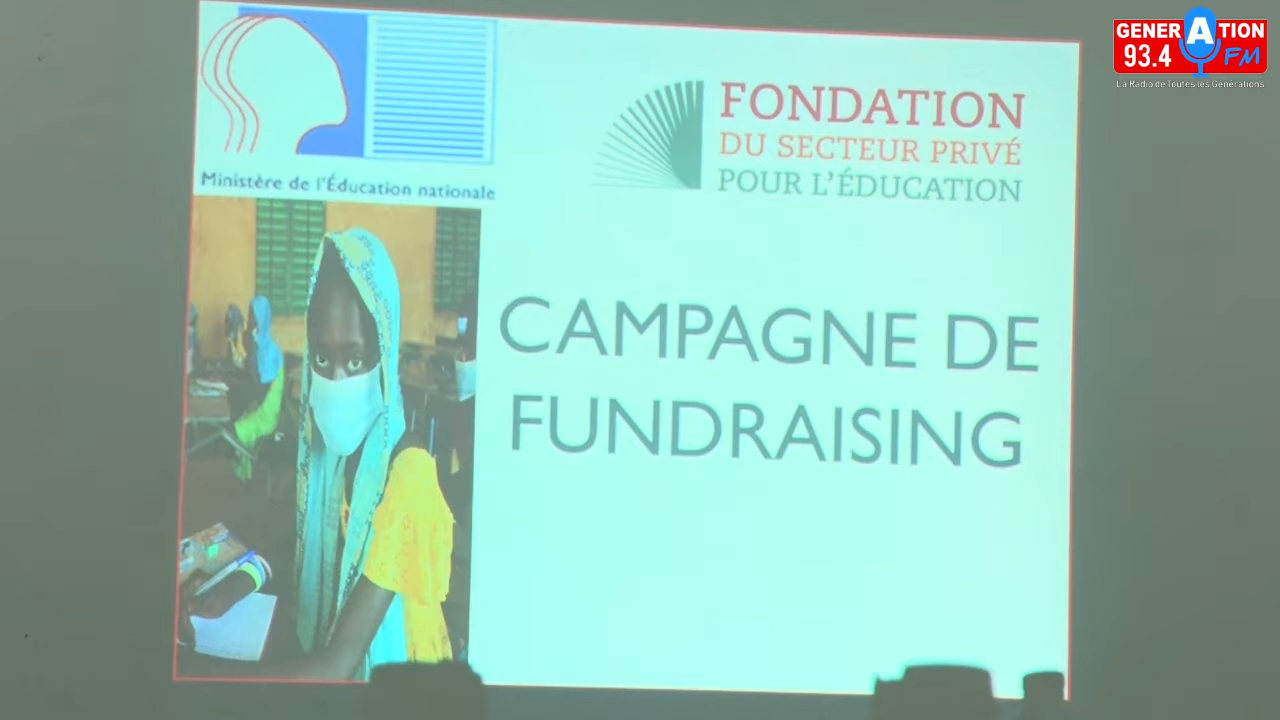 GENERATION
93.4 FM
La Radio de Toutes les Générations
Ministère de l'Éducation nationale
FONDATION
DU SECTEUR PRIVÉ
POUR L'ÉDUCATION
CAMPAGNE DE
FUNDRAISING